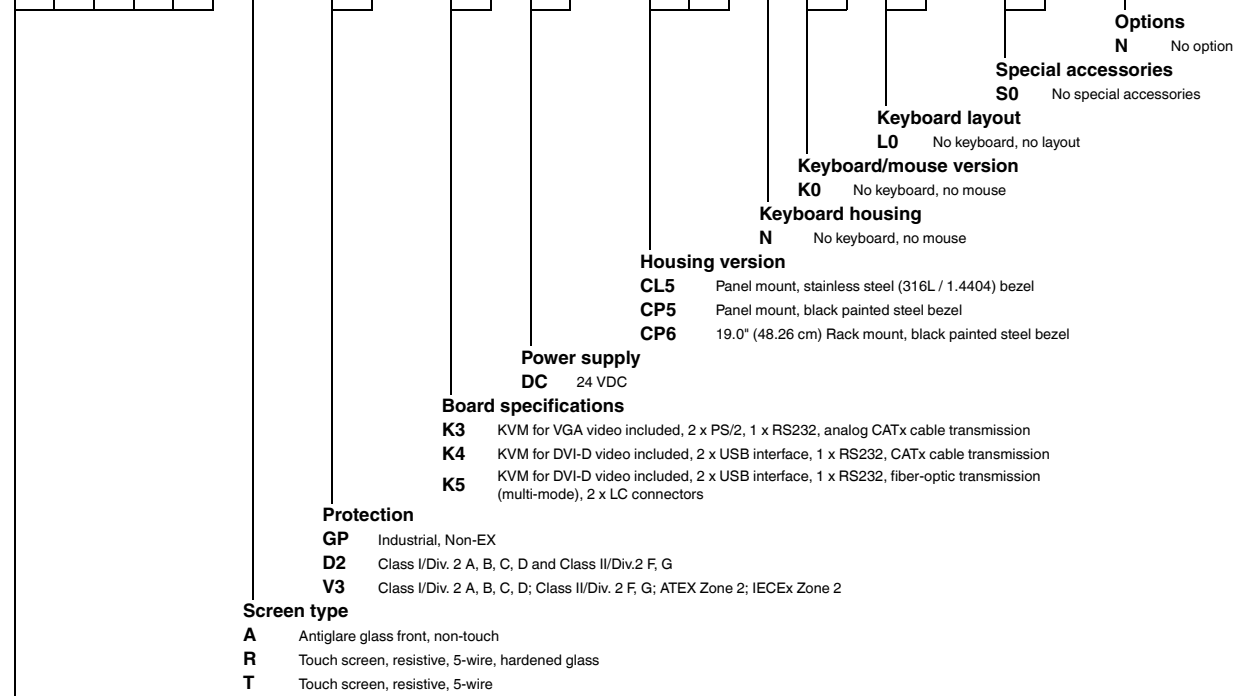 Options
N No option
Special accessories
S0 No special accessories
Keyboard layout
L0 No keyboard, no layout
Keyboard/mouse version
K0 No keyboard, no mouse
Keyboard housing
N No keyboard, no mouse
Housing version
CL5 Panel mount, stainless steel (316L / 1.4404) bezel
CP5 Panel mount, black painted steel bezel
CP6 19.0" (48.26 cm) Rack mount, black painted steel bezel
Power supply
DC 24 VDC
Board specifications
K3 KVM for VGA video included, 2 x PS/2, 1 x RS232, analog CATx cable transmission
K4 KVM for DVI-D video included, 2 x USB interface, 1 x RS232, CATx cable transmission
K5 KVM for DVI-D video included, 2 x USB interface, 1 x RS232, fiber-optic transmission
(multi-mode), 2 x LC connectors
Protection
GP Industrial, Non-EX
D2 Class I/Div. 2 A, B, C, D and Class II/Div.2 F, G
V3 Class I/Div. 2 A, B, C, D; Class II/Div. 2 F, G; ATEX Zone 2; IECEx Zone 2
Screen type
A Antiglare glass front, non-touch
R Touch screen, resistive, 5-wire, hardened glass
T Touch screen, resistive, 5-wire